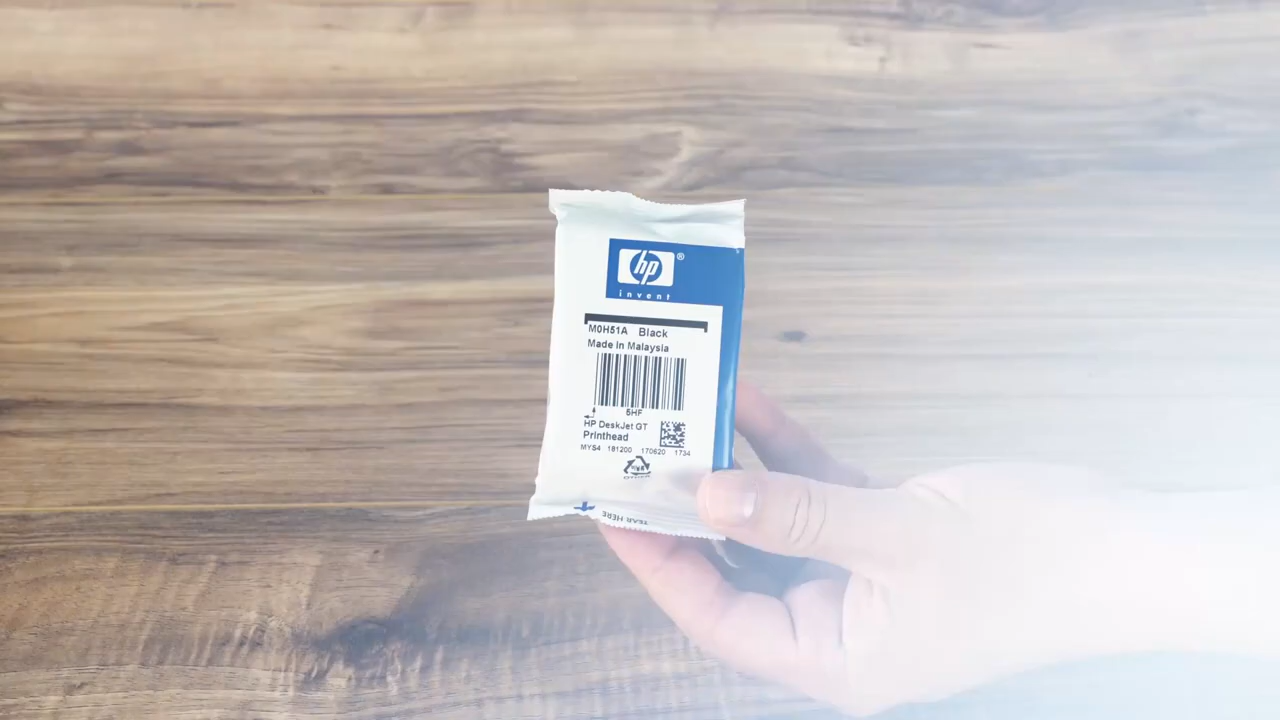 hp®
invent
M0H51A Black
Made in Malaysia
5HF
HP DeskJet GT
Printhead
MYS4 181200 170620 1734
TEAR HERE